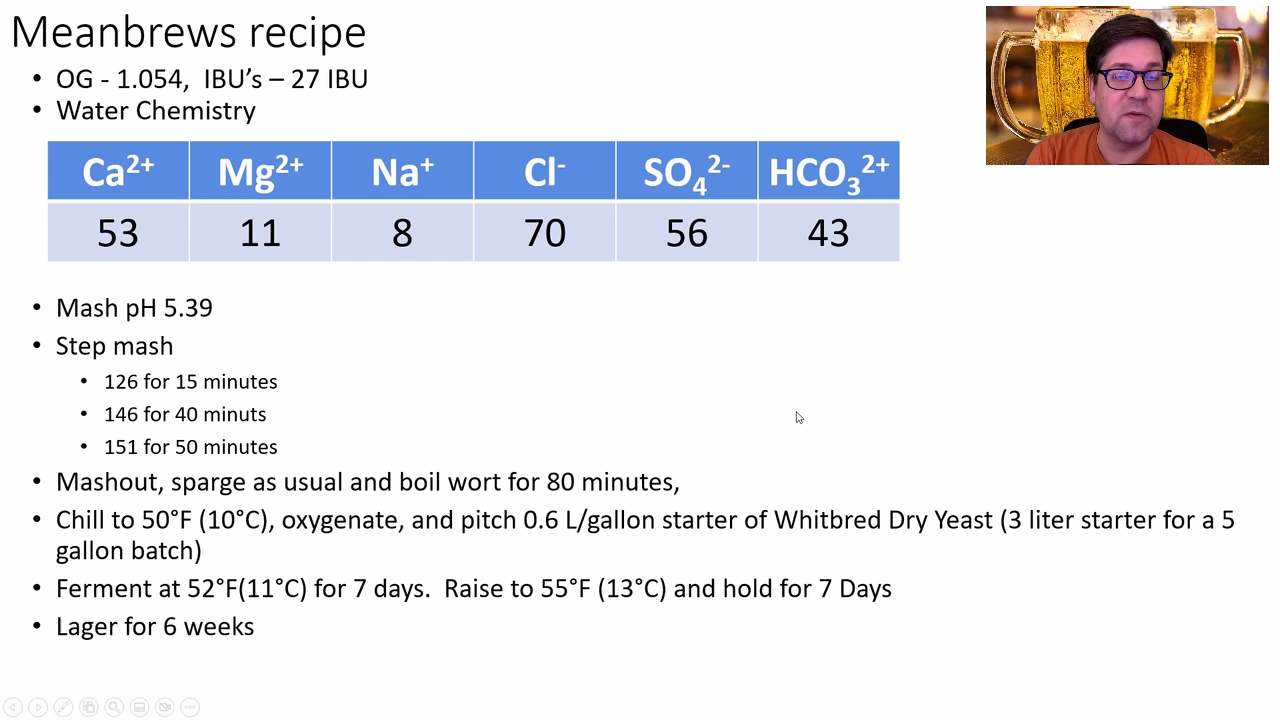 Meanbrews recipe
• OG - 1.054, IBU’s – 27 IBU
• Water Chemistry
Ca2+ Mg2+ Na+ Cl- SO42- HCO32+
53 11 8 70 56 43
• Mash pH 5.39
• Step mash
• 126 for 15 minutes
• 146 for 40 minuts
• 151 for 50 minutes
• Mashout, sparge as usual and boil wort for 80 minutes,
• Chill to 50°F (10°C), oxygenate, and pitch 0.6 L/gallon starter of Whitbred Dry Yeast (3 liter starter for a 5
gallon batch)
• Ferment at 52°F(11°C) for 7 days. Raise to 55°F (13°C) and hold for 7 Days
• Lager for 6 weeks